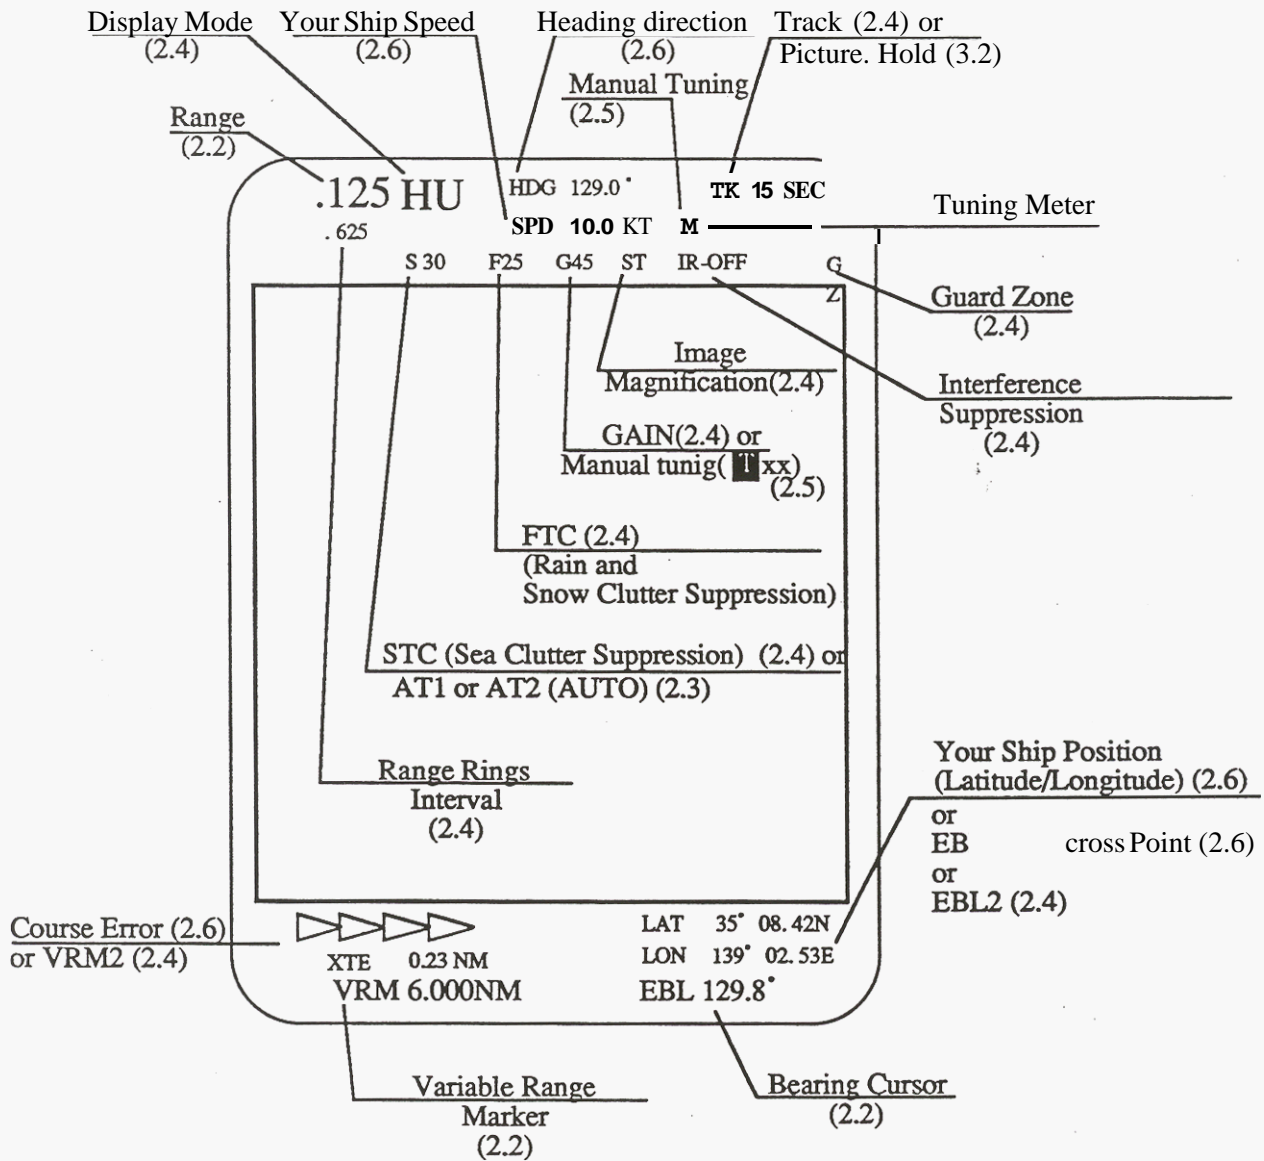 Display Mode
(2.4)
Your Ship Speed
(2.6)
Heading direction
(2.6)
Track (2.4) or
Picture. Hold (3.2)
Manual Tuning
(2.5)
Range
(2.2)
.125 HU
HDG 129.0°
TK 15 SEC
.625
SPD 10.0 KT M
Tuning Meter
S 30 F25 G45 ST IR-OFF G
Z
Guard Zone
(2.4)
Image
Magnification(2.4)
Interference
Suppression
(2.4)
GAIN(2.4) or
Manual tunig( T xx)
(2.5)
FTC (2.4)
(Rain and
Snow Clutter Suppression)
STC (Sea Clutter Suppression) (2.4) or
AT1 or AT2 (AUTO) (2.3)
Range Rings
Interval
(2.4)
Your Ship Position
(Latitude/Longitude) (2.6)
or
EB cross Point (2.6)
or
EBL2 (2.4)
Course Error (2.6)
or VRM2 (2.4)
XTE 0.23 NM
VRM 6.000NM
LAT 35° 08.42N
LON 139° 02.53E
EBL 129.8°
Variable Range
Marker
(2.2)
Bearing Cursor
(2.2)